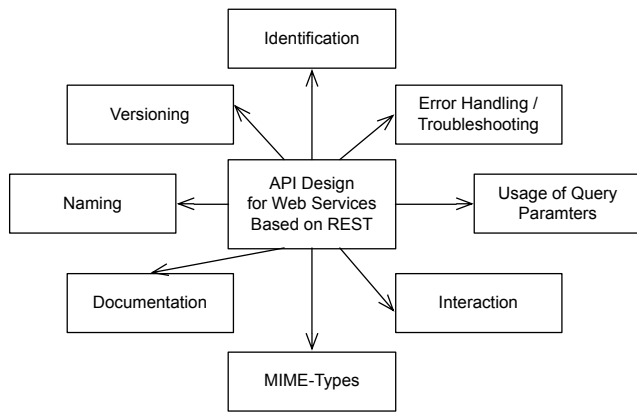 Identification
Versioning
Error Handling /
Troubleshooting
API Design
for Web Services
Based on REST
Naming
Usage of Query
Paramters
Documentation
Interaction
MIME-Types